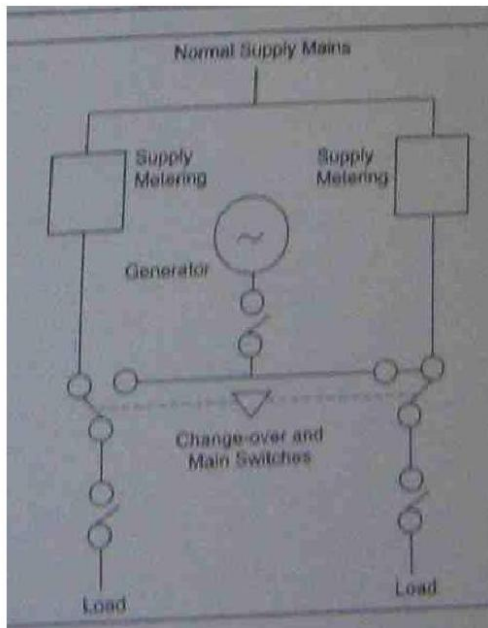 Normal Supply Mains
Supply
Metering
Supply
Metering
~
Generator
Change-over and
Main Switches
Load
Load